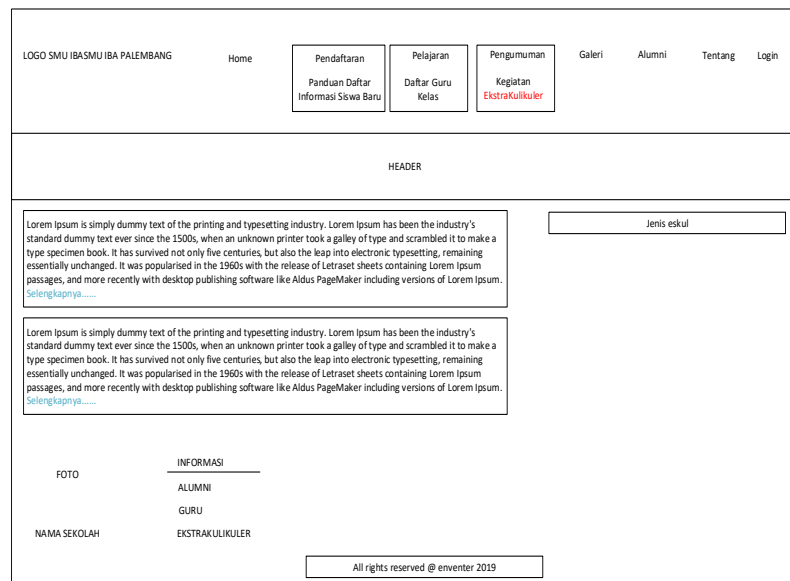 LOGO SMU IBASMU IBA PALEMBANG
Home
Pendaftaran
Panduan Daftar
Informasi Siswa Baru
Pelajaran
Daftar Guru
Kelas
Pengumuman
Kegiatan
EkstraKulikuler
Galeri
Alumni
Tentang
Login
HEADER
Lorem Ipsum is simply dummy text of the printing and typesetting industry. Lorem Ipsum has been the industry's
standard dummy text ever since the 1500s, when an unknown printer took a galley of type and scrambled it to make a
type specimen book. It has survived not only five centuries, but also the leap into electronic typesetting, remaining
essentially unchanged. It was popularised in the 1960s with the release of Letraset sheets containing Lorem Ipsum
passages, and more recently with desktop publishing software like Aldus PageMaker including versions of Lorem Ipsum.
Selengkapnya......
Jenis eskul
Lorem Ipsum is simply dummy text of the printing and typesetting industry. Lorem Ipsum has been the industry's
standard dummy text ever since the 1500s, when an unknown printer took a galley of type and scrambled it to make a
type specimen book. It has survived not only five centuries, but also the leap into electronic typesetting, remaining
essentially unchanged. It was popularised in the 1960s with the release of Letraset sheets containing Lorem Ipsum
passages, and more recently with desktop publishing software like Aldus PageMaker including versions of Lorem Ipsum.
Selengkapnya......
FOTO
NAMA SEKOLAH
INFORMASI
ALUMNI
GURU
EKSTRAKULIKULER
All rights reserved @ enventer 2019